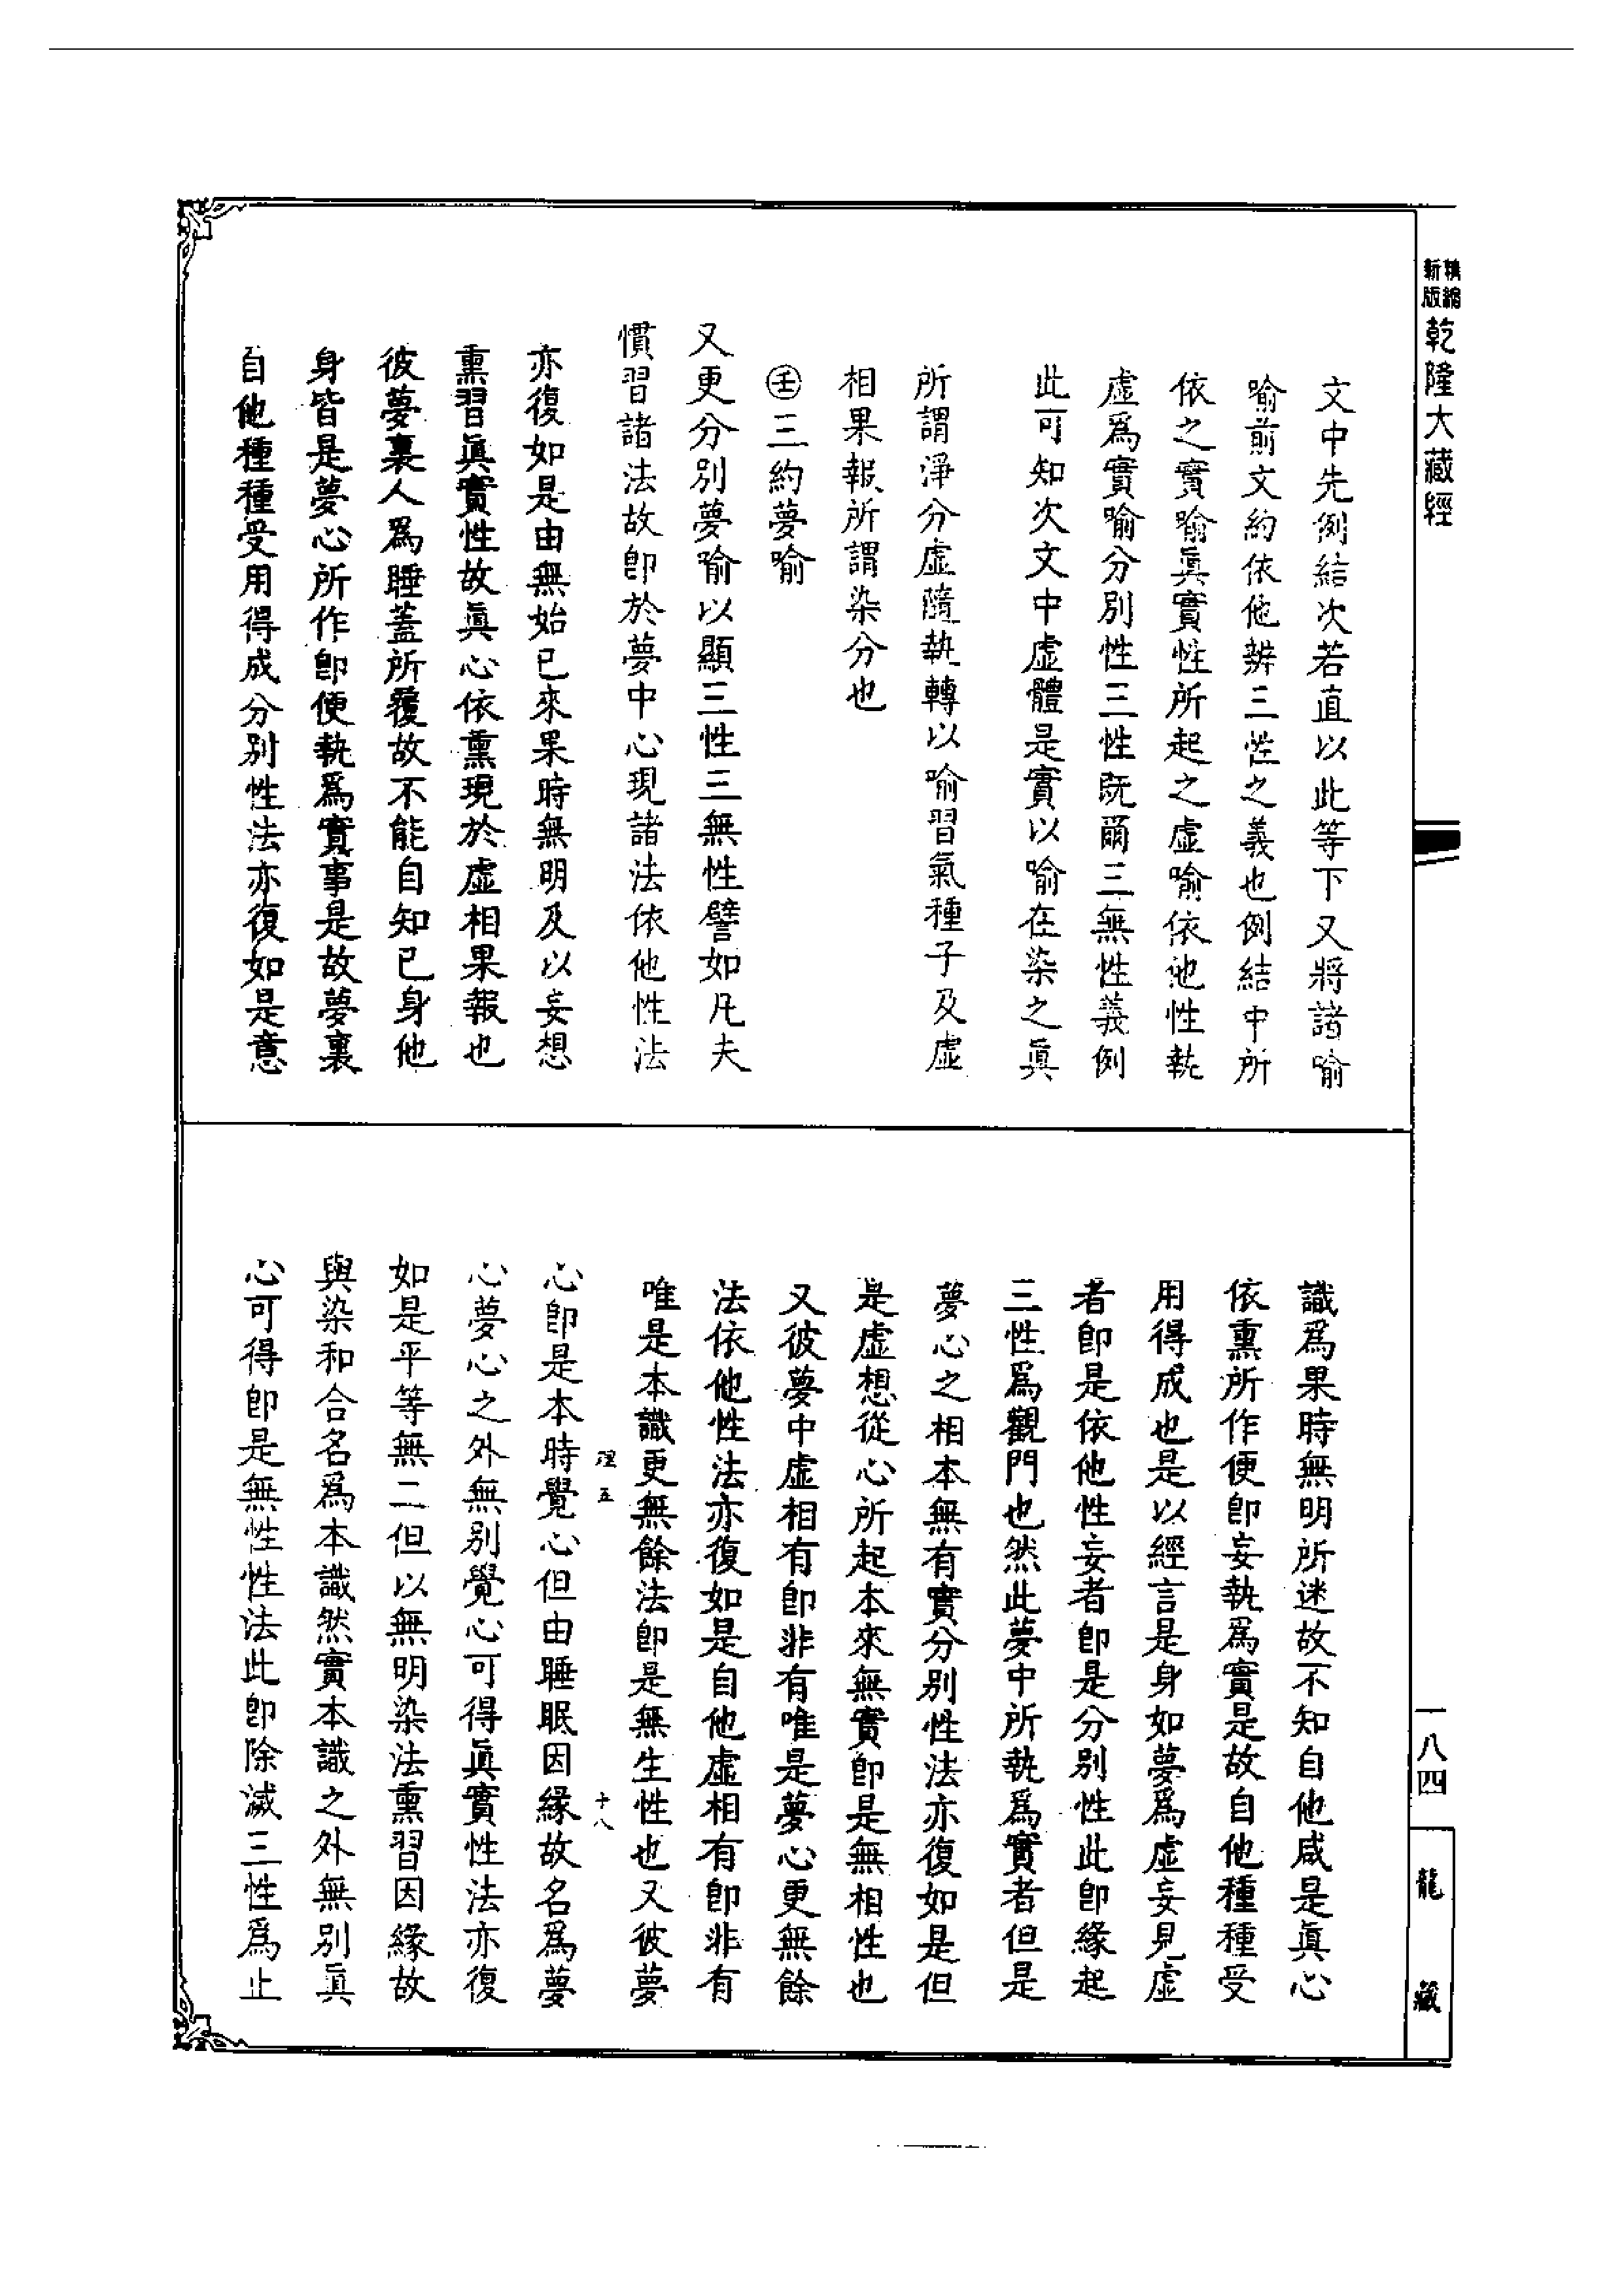 精縮
新版
乾隆大藏經
文中先例結次若直以此等下又將諸喻
喻前文約依他辨三性之義也例結中所
依之實喻眞實性所起之虛喻依他性執
虛爲實喻分別性三性既爾三無性義例
此可知次文中虛體是實以喻在染之眞
所謂淨分虛隨執轉以喻習氣種子及虛
相果報所謂染分也
㊣三約夢喻
又更分別夢喻以顯三性三無性譬如凡夫
慣習諸法故卽於夢中心現諸法依他性法
亦復如是由無始已來果時無明及以妄想
熏習眞實性故眞心依熏現於虛相果報也
彼夢裏人爲睡蓋所覆故不能自知已身他
身皆是夢心所作卽便執爲實事是故夢裏
自他種種受用得成分別性法亦復如是意
識爲果時無明所迷故不知自他咸是眞心
依熏所作便卽妄執爲實是故自他種種受
用得成也是以經言是身如夢爲虛妄見虛
者卽是依他性妄者卽是分別性此卽緣起
三性爲觀門也然此夢中所執爲實者但是
夢心之相本無有實分別性法亦復如是但
是虛想從心所起本來無實卽是無相性也
又彼夢中虛相有卽非有唯是夢心更無餘
法依他性法亦復如是自他虛相有卽非有
唯是本識更無餘法卽是無生性也又彼夢
理五 十八
心卽是本時覺心但由睡眠因緣故名爲夢
心夢心之外無別覺心可得眞實性法亦復
如是平等無二但以無明染法熏習因緣故
與染和合名爲本識然實本識之外無別眞
心可得卽是無性性法此卽除滅三性爲止
一八四
龍藏